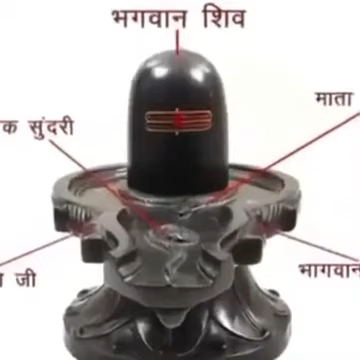 भगवान शिव
माता
क सुंदरी
जी
भागवान